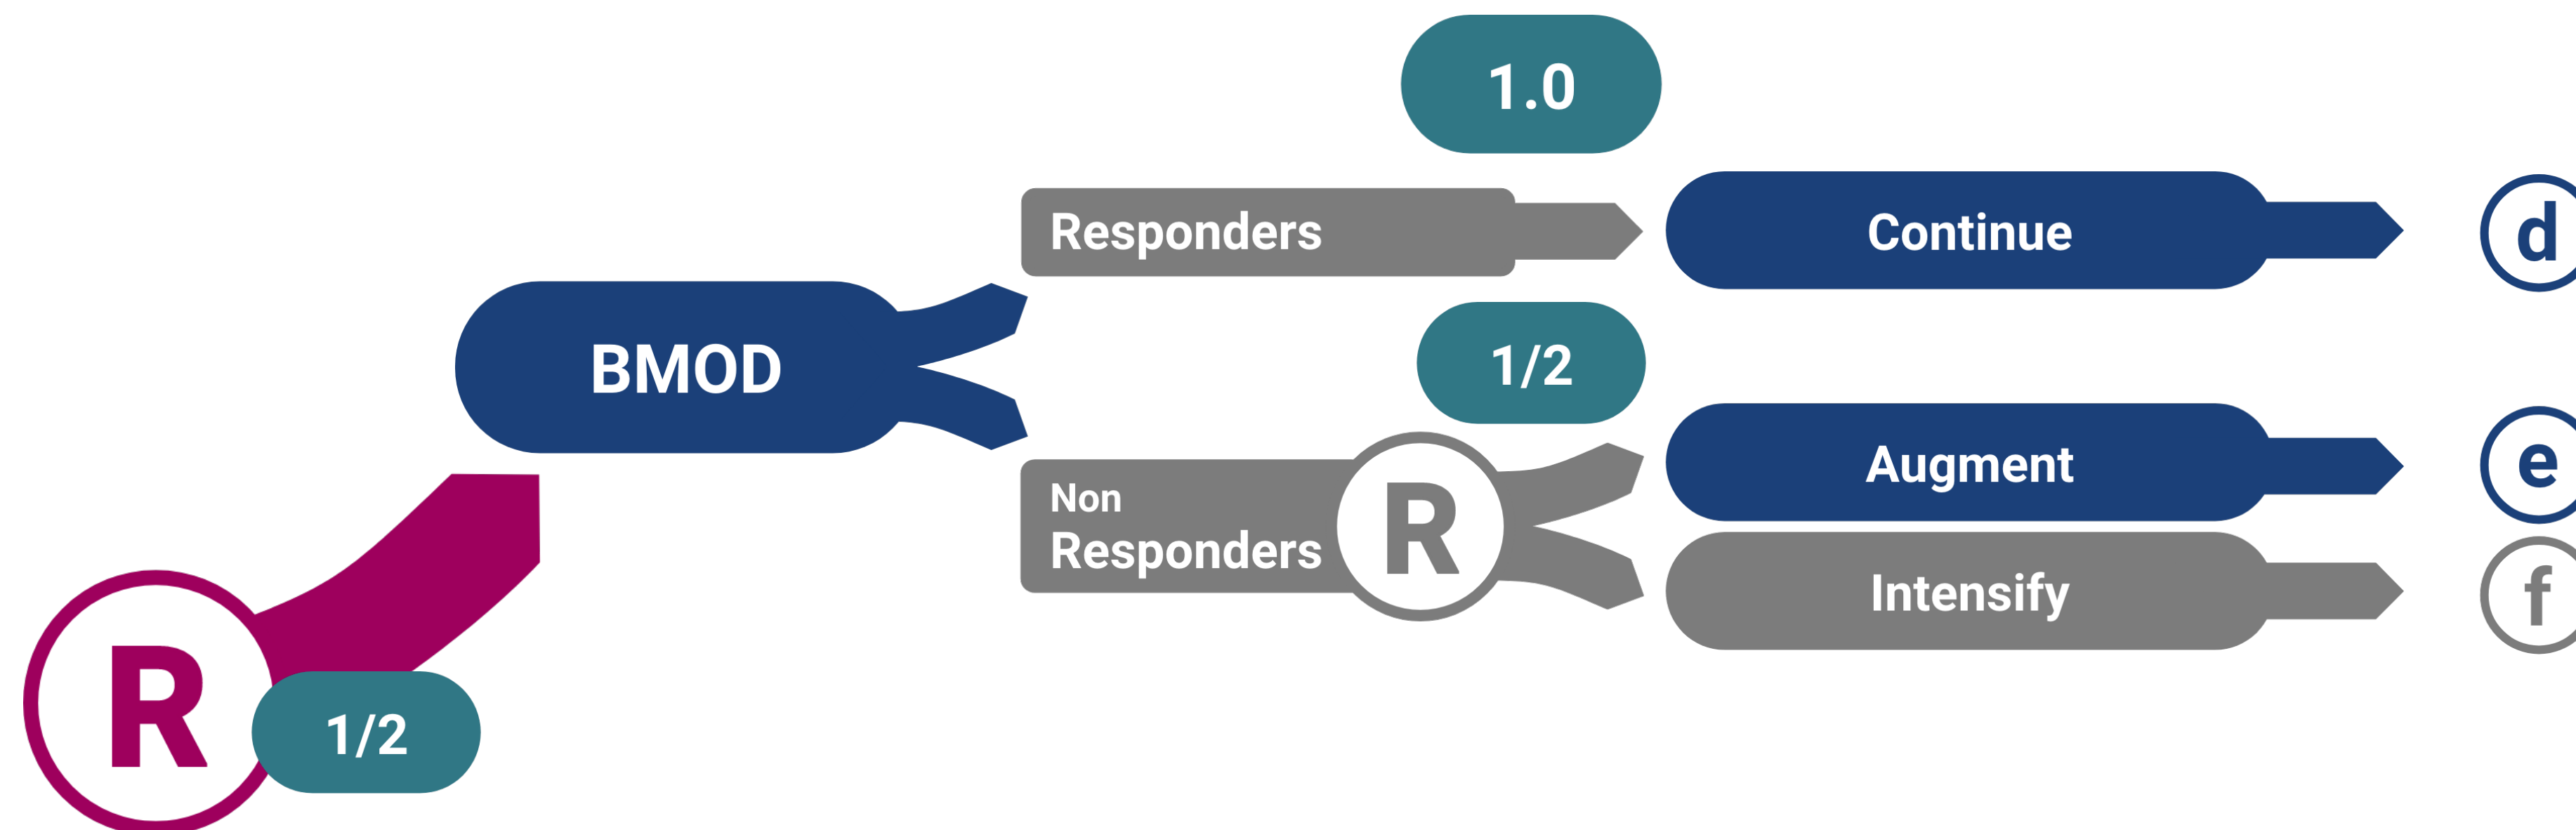 1.0
Responders
Continue
d
BMOD
1/2
Augment
e
Non
Responders
R
Intensify
f
R
1/2